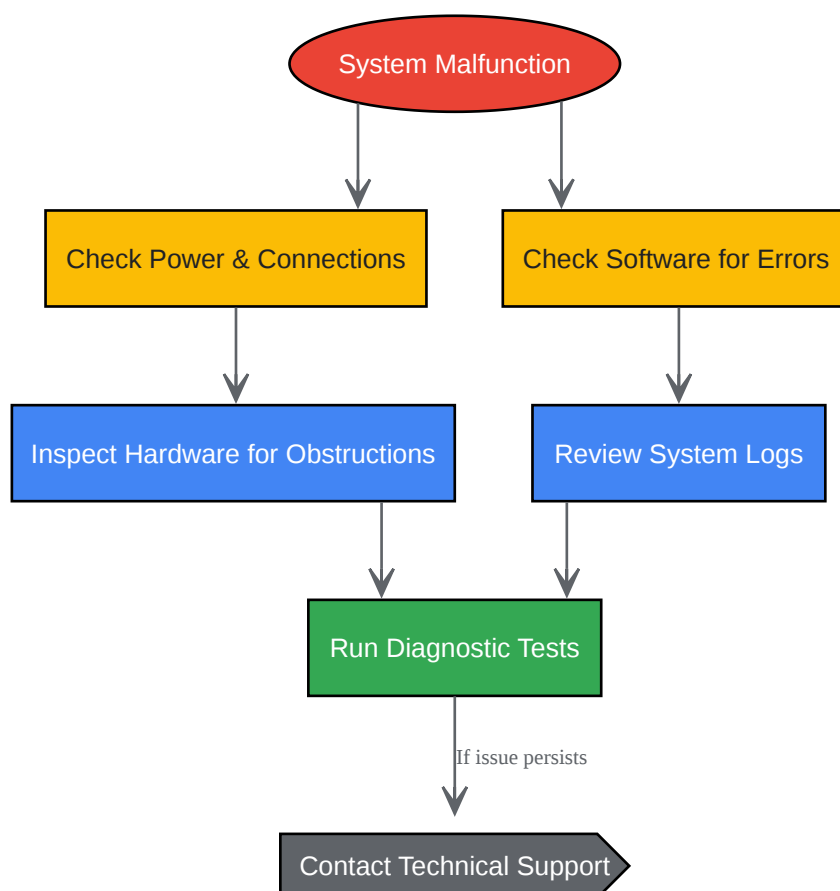 System Malfunction
Check Power & Connections
Check Software for Errors
Inspect Hardware for Obstructions
Review System Logs
Run Diagnostic Tests
If issue persists
Contact Technical Support